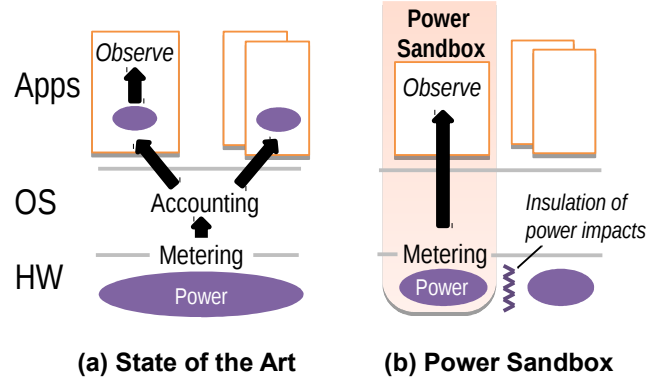 Power
Sandbox
Observe
Observe
Apps
OS
Accounting
Insulation of
power impacts
Metering
Metering
HW
Power
Power
(a) State of the Art
(b) Power Sandbox